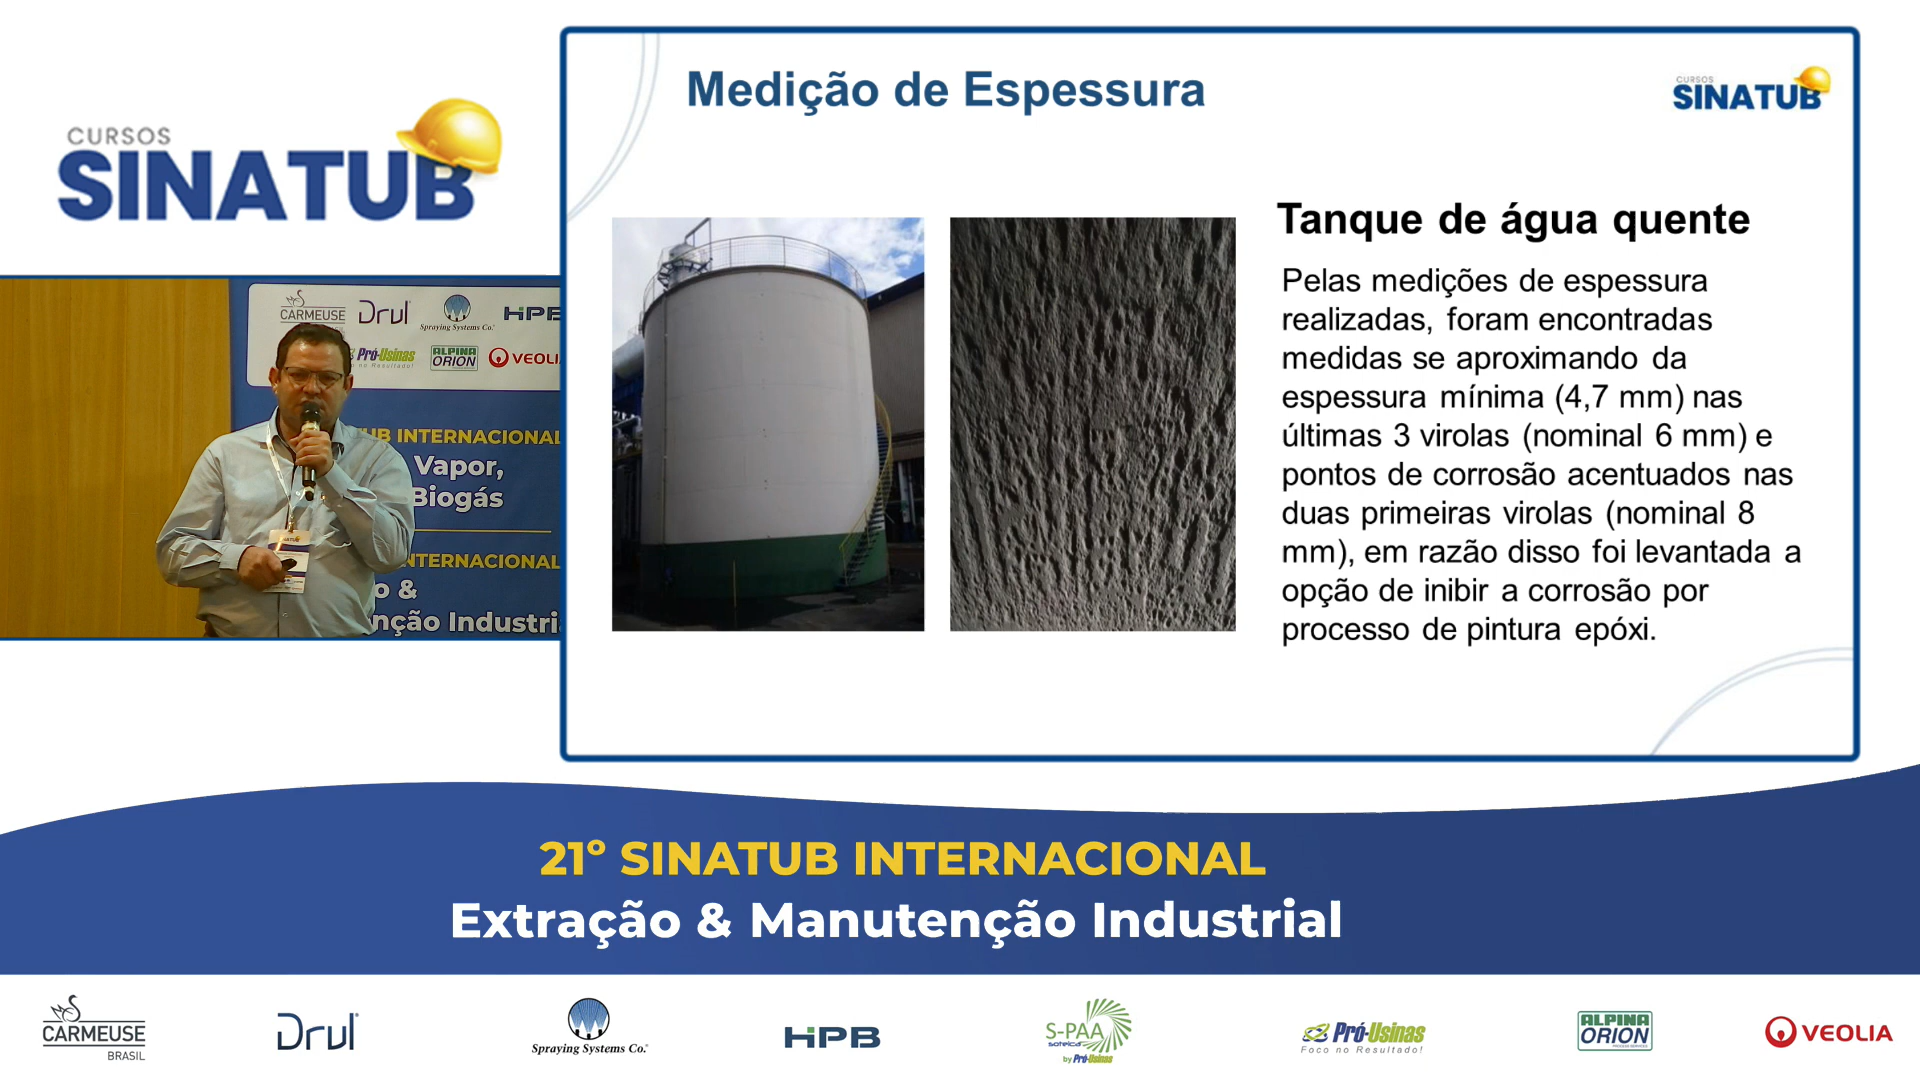 CURSOS
SINATUB
CARMEUSE
Drul
Spraying Systems Co.
HPB
Pró-Usinas
no Resultado!
ALPINA
ORION
VEOLIA
INTERNACIONAL
Vapor,
Biogás
INTERNACIONAL
&
Industri
SINATUB
Medição de Espessura
CURSOS
SINATUB
Tanque de água quente
Pelas medições de espessura
realizadas, foram encontradas
medidas se aproximando da
espessura mínima (4,7 mm) nas
últimas 3 virolas (nominal 6 mm) e
pontos de corrosão acentuados nas
duas primeiras virolas (nominal 8
mm), em razão disso foi levantada a
opção de inibir a corrosão por
processo de pintura epóxi.
21º SINATUB INTERNACIONAL
Extração & Manutenção Industrial
CARMEUSE
BRASIL
Drul
Spraying Systems Co.
HPB
S-PAA
soteica
by Pró-Usinas
Pró-Usinas
Foco no Resultado!
ALPINA
ORION
VEOLIA